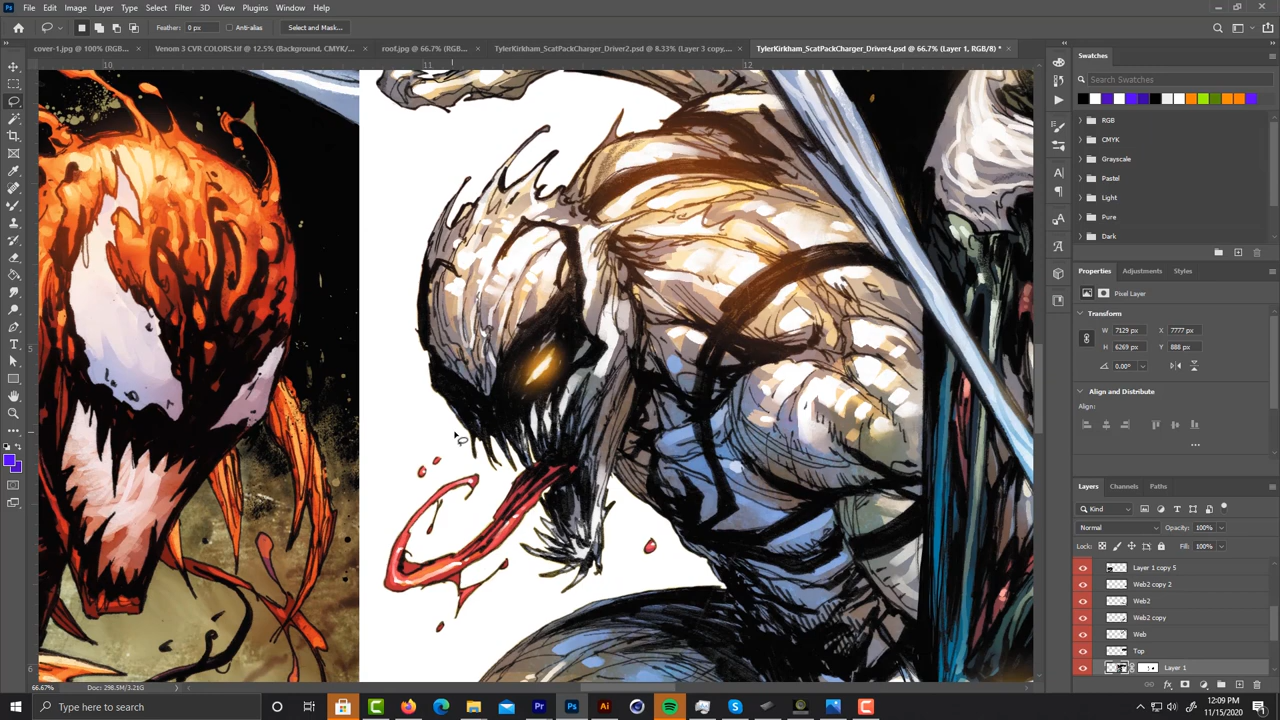 File Edit Image Layer Type Select Filter 3D View Plugins Window Help
Feather: 0 px Anti-alias Select and Mask...
cover-1.jpg @ 100% (RGB... × Venom 3 CVR COLORS.tif @ 12.5% (Background, CMYK/... × roof.jpg @ 66.7% (RGB... × TylerKirkham_ScatPackCharger_Driver2.psd @ 8.33% (Layer 3 copy,... × TylerKirkham_ScatPackCharger_Driver4.psd @ 66.7% (Layer 1, RGB/8) * ×
10 11 12
5
6
Swatches
Search Swatches
RGB
CMYK
Grayscale
Pastel
Light
Pure
Dark
Properties Adjustments Styles
Pixel Layer
Transform
W 7129 px X 7777 px
H 6269 px Y 888 px
0.00°
Align and Distribute
Align:
Layers Channels Paths
Kind
Normal Opacity: 100%
Lock: Fill: 100%
Layer 1 copy 5
Web2 copy 2
Web2
Web2 copy
Web
Top
Layer 1
66.67% Doc: 298.5M/3.21G
Type here to search
12:09 PM
11/15/2020